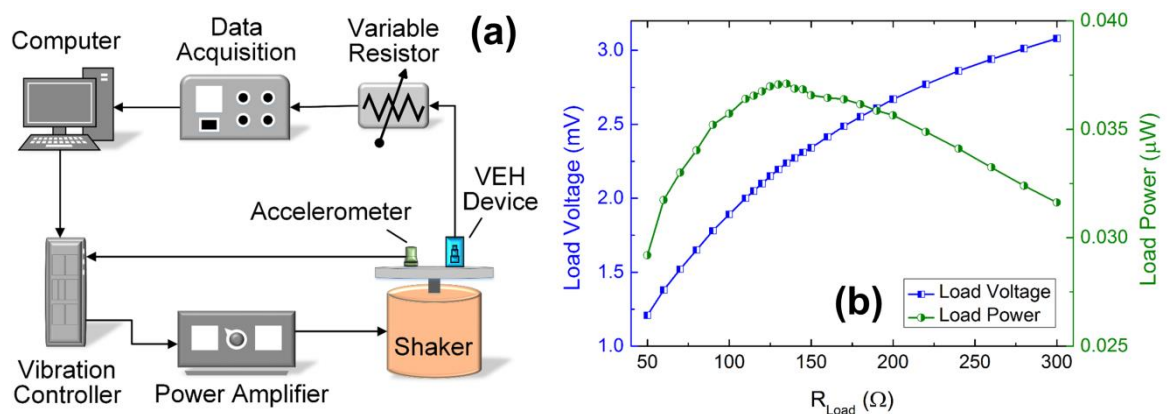 Computer
Data
Acquisition
Variable
Resistor
(a)
Accelerometer
VEH
Device
Vibration
Controller
Power Amplifier
Shaker
Load Voltage (mV)
3.0
2.5
2.0
1.5
1.0
50 100 150 200 250 300
R_Load (Ω)
0.040
0.035
0.030
0.025
Load Power (μW)
(b)
Load Voltage
Load Power